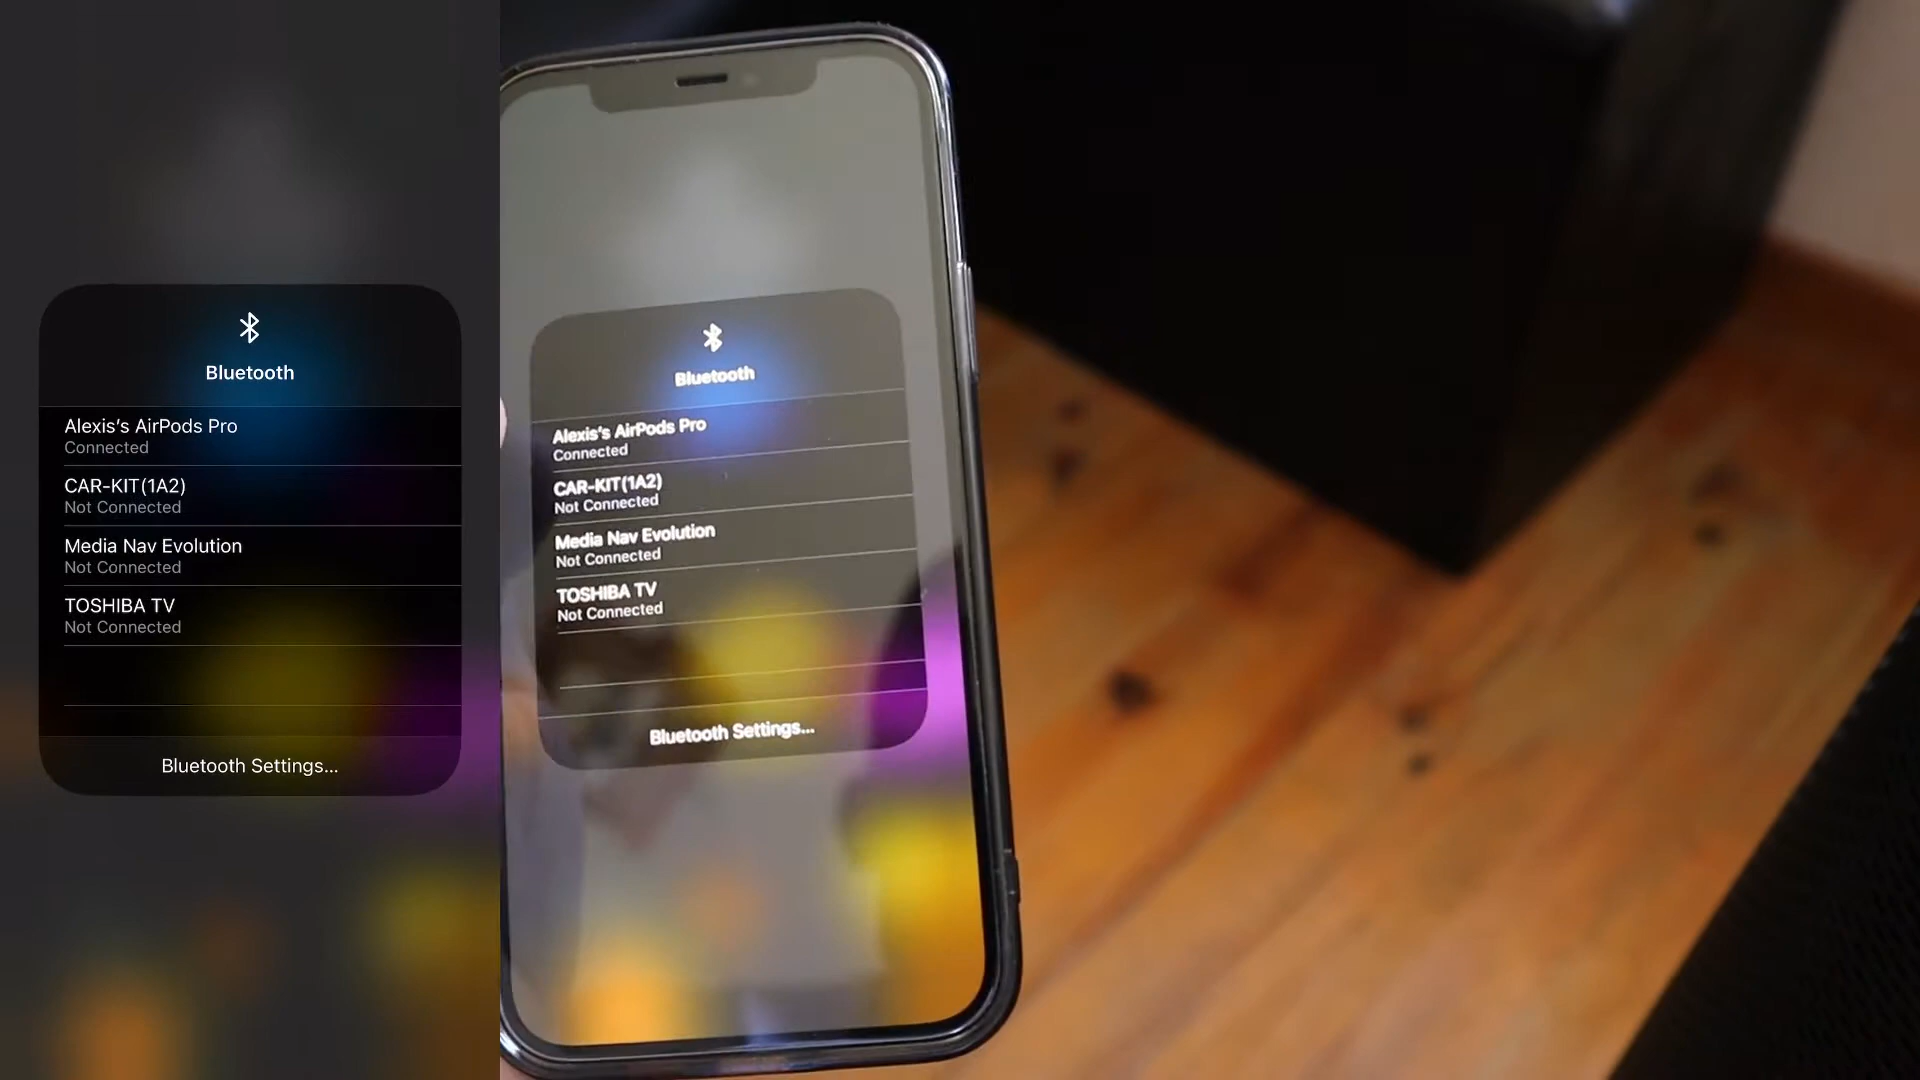 Bluetooth
Alexis's AirPods Pro
Connected
CAR-KIT(1A2)
Not Connected
Media Nav Evolution
Not Connected
TOSHIBA TV
Not Connected
Bluetooth Settings...
Bluetooth
Alexis's AirPods Pro
Connected
CAR-KIT(1A2)
Not Connected
Media Nav Evolution
Not Connected
TOSHIBA TV
Not Connected
Bluetooth Settings...